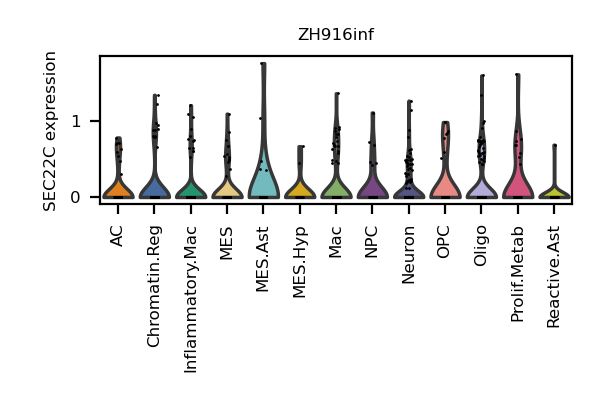 ZH916inf
SEC22C expression
1
0
AC
Chromatin.Reg
Inflammatory.Mac
MES
MES.Ast
MES.Hyp
Mac
NPC
Neuron
OPC
Oligo
Prolif.Metab
Reactive.Ast